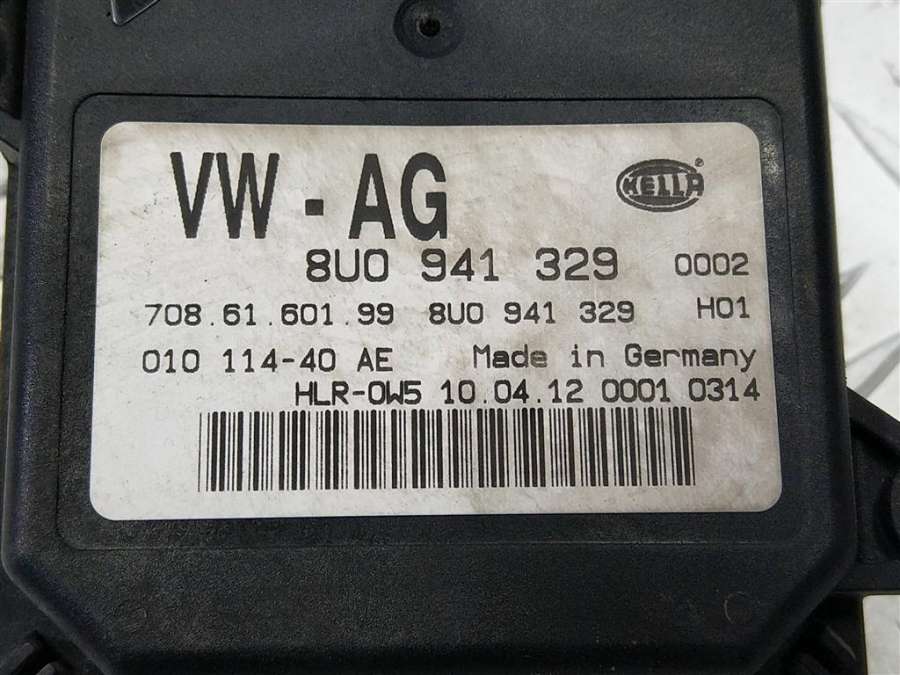 VW - AG
HELLA ®
8U0 941 329 0002
708.61.601.99 8U0 941 329 H01
010 114-40 AE Made in Germany
HLR-0W5 10.04.12 0001 0314